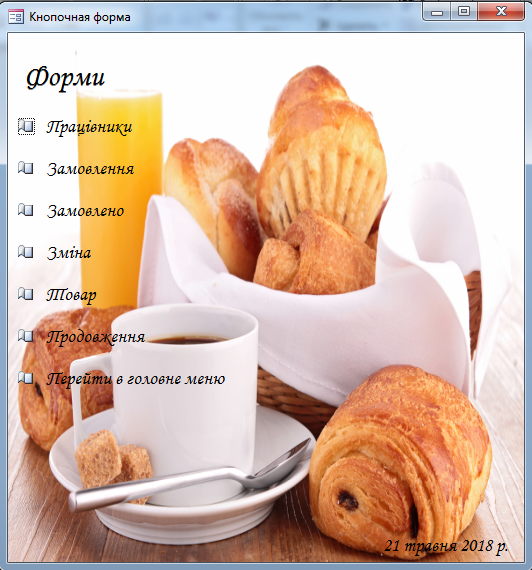 Кнопочная форма
Форми
Працівники
Замовлення
Замовлено
Зміна
Товар
Продовження
Перейти в головне меню
21 травня 2018 р.